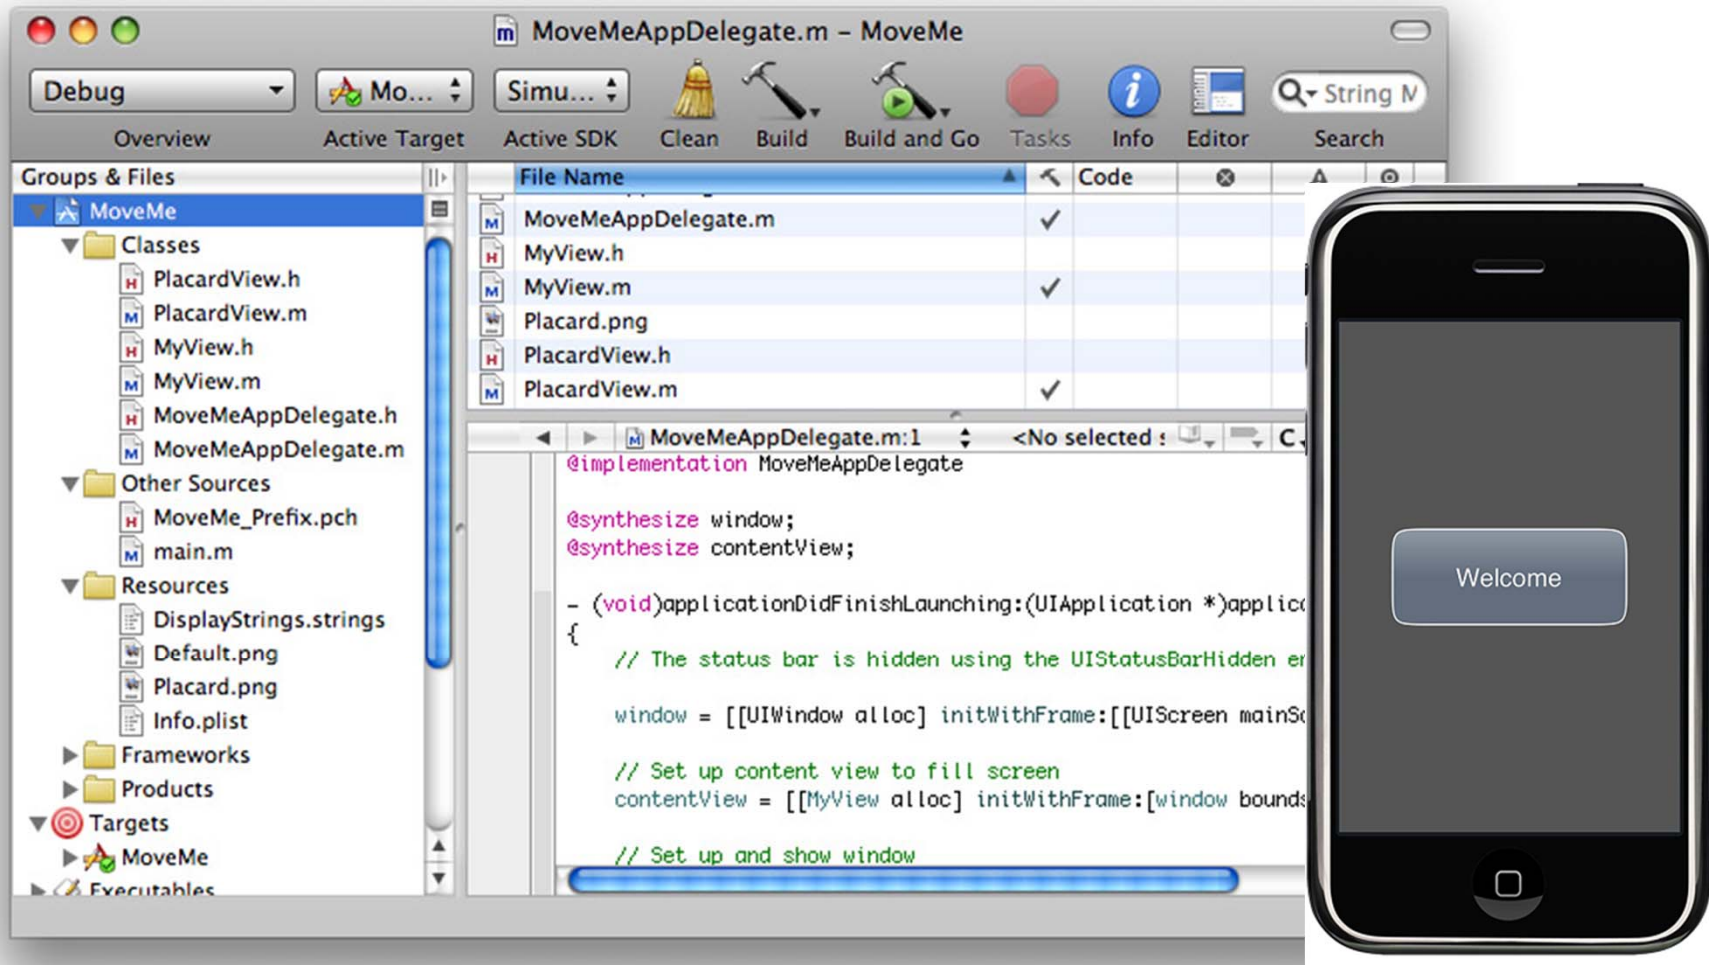 MoveMeAppDelegate.m – MoveMe
Debug
Mo...
Simu...
String M
Overview
Active Target
Active SDK
Clean
Build
Build and Go
Tasks
Info
Editor
Search
Groups & Files
MoveMe
Classes
PlacardView.h
PlacardView.m
MyView.h
MyView.m
MoveMeAppDelegate.h
MoveMeAppDelegate.m
Other Sources
MoveMe_Prefix.pch
main.m
Resources
DisplayStrings.strings
Default.png
Placard.png
Info.plist
Frameworks
Products
Targets
MoveMe
Executables
File Name
Code
MoveMeAppDelegate.m
MyView.h
MyView.m
Placard.png
PlacardView.h
PlacardView.m
MoveMeAppDelegate.m:1
<No selected
C
@implementation MoveMeAppDelegate
@synthesize window;
@synthesize contentView;
- (void)applicationDidFinishLaunching:(UIApplication *)applic
{
// The status bar is hidden using the UIStatusBarHidden
window = [[UIWindow alloc] initWithFrame:[[UIScreen mainSc
// Set up content view to fill screen
contentView = [[MyView alloc] initWithFrame:[window bounds
// Set up and show window
Welcome